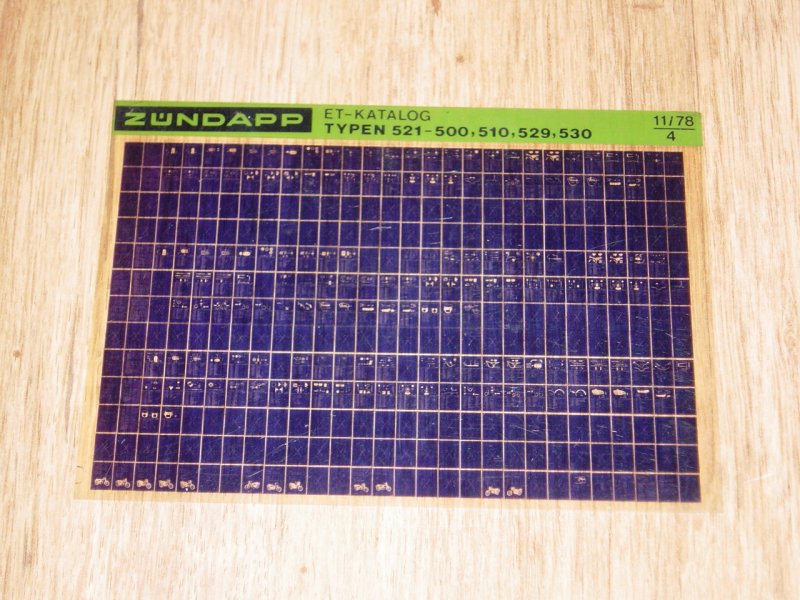 ZÜNDAPP
ET-KATALOG
TYPEN 521-500,510,529,530
11/78
4